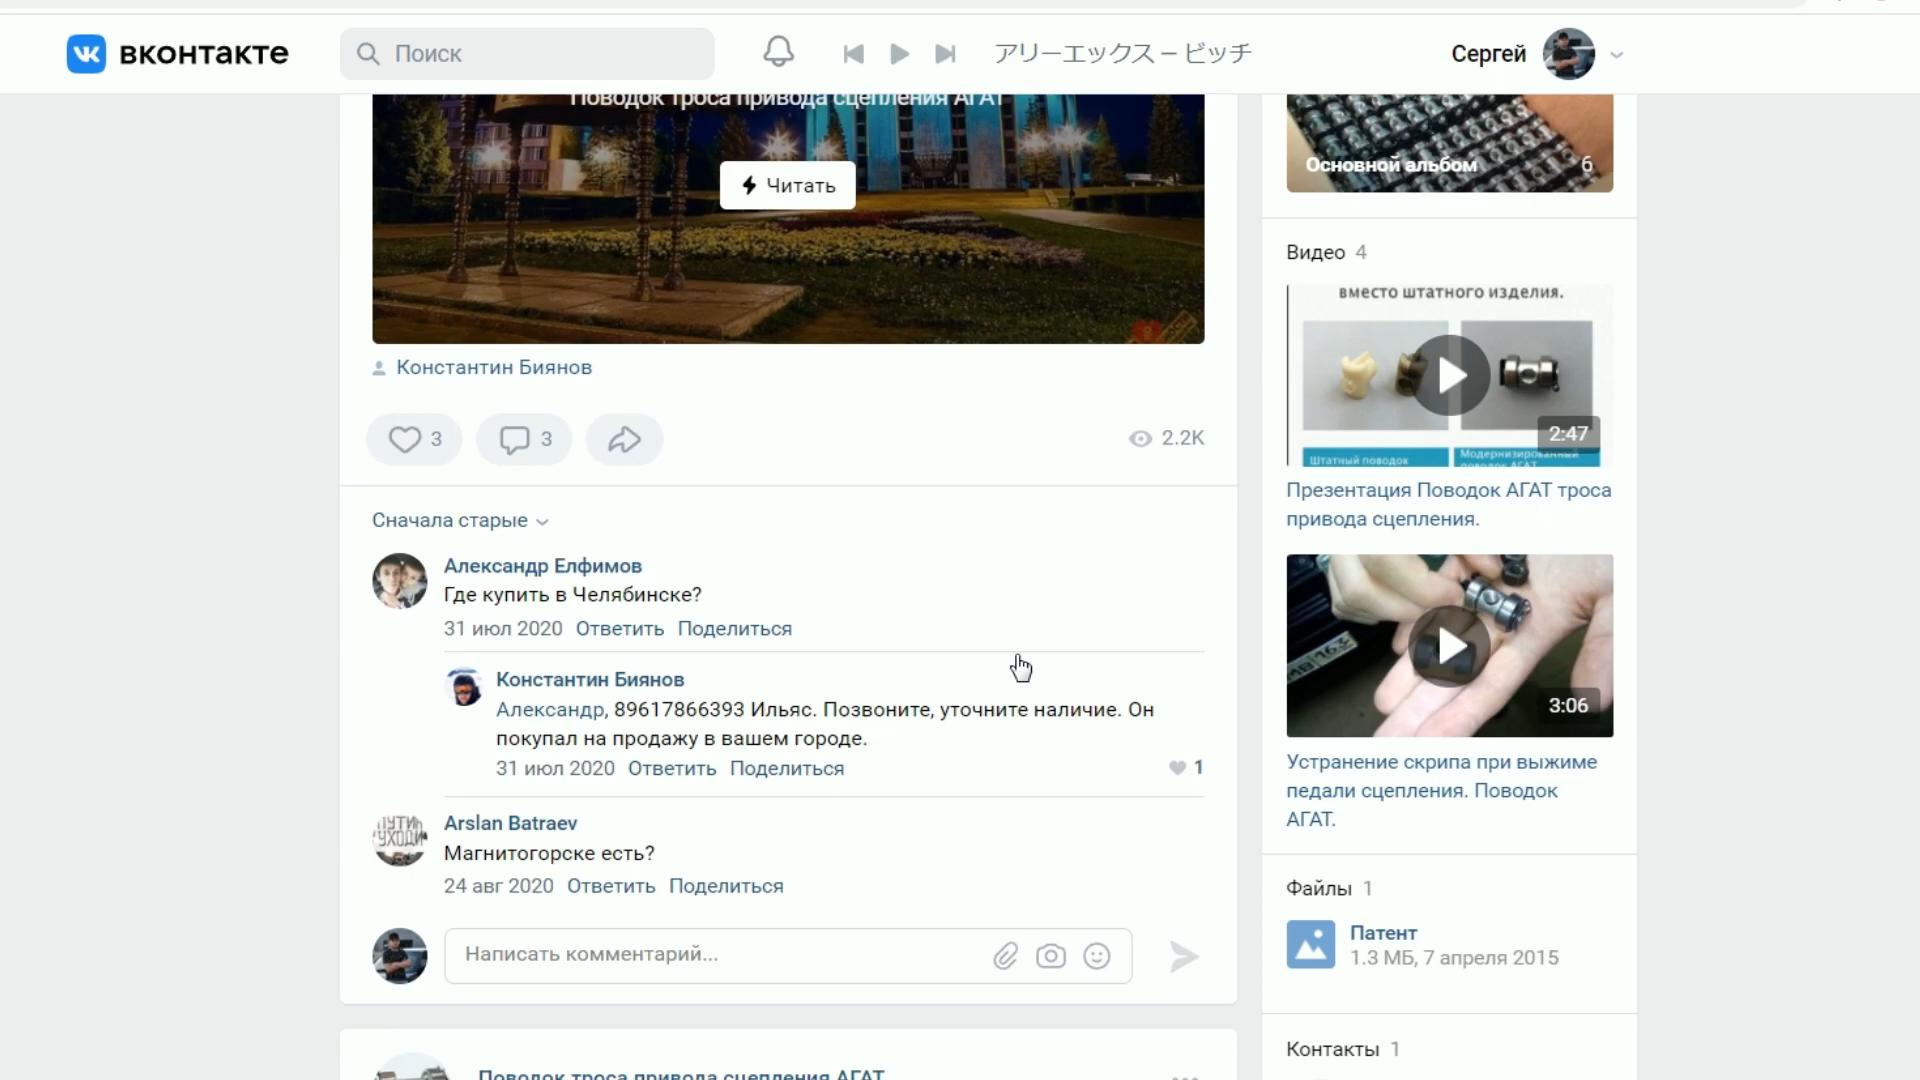 вконтакте
Поиск
アリーエックス – ビッチ
Сергей
Поводок троса привода сцепления АГАТ
Читать
Константин Биянов
3
3
2.2K
Сначала старые
Александр Елфимов
Где купить в Челябинске?
31 июл 2020 Ответить Поделиться
Константин Биянов
Александр, 89617866393 Ильяс. Позвоните, уточните наличие. Он
покупал на продажу в вашем городе.
31 июл 2020 Ответить Поделиться
1
Arslan Batraev
Магнитогорске есть?
24 авг 2020 Ответить Поделиться
Написать комментарий...
Поводок троса привода сцепления АГАТ
Основной альбом 6
Видео 4
вместо штатного изделия.
2:47
Штатный поводок
Модернизированный
поводок АГАТ
Презентация Поводок АГАТ троса
привода сцепления.
3:06
Устранение скрипа при выжиме
педали сцепления. Поводок
АГАТ.
Файлы 1
Патент
1.3 МБ, 7 апреля 2015
Контакты 1